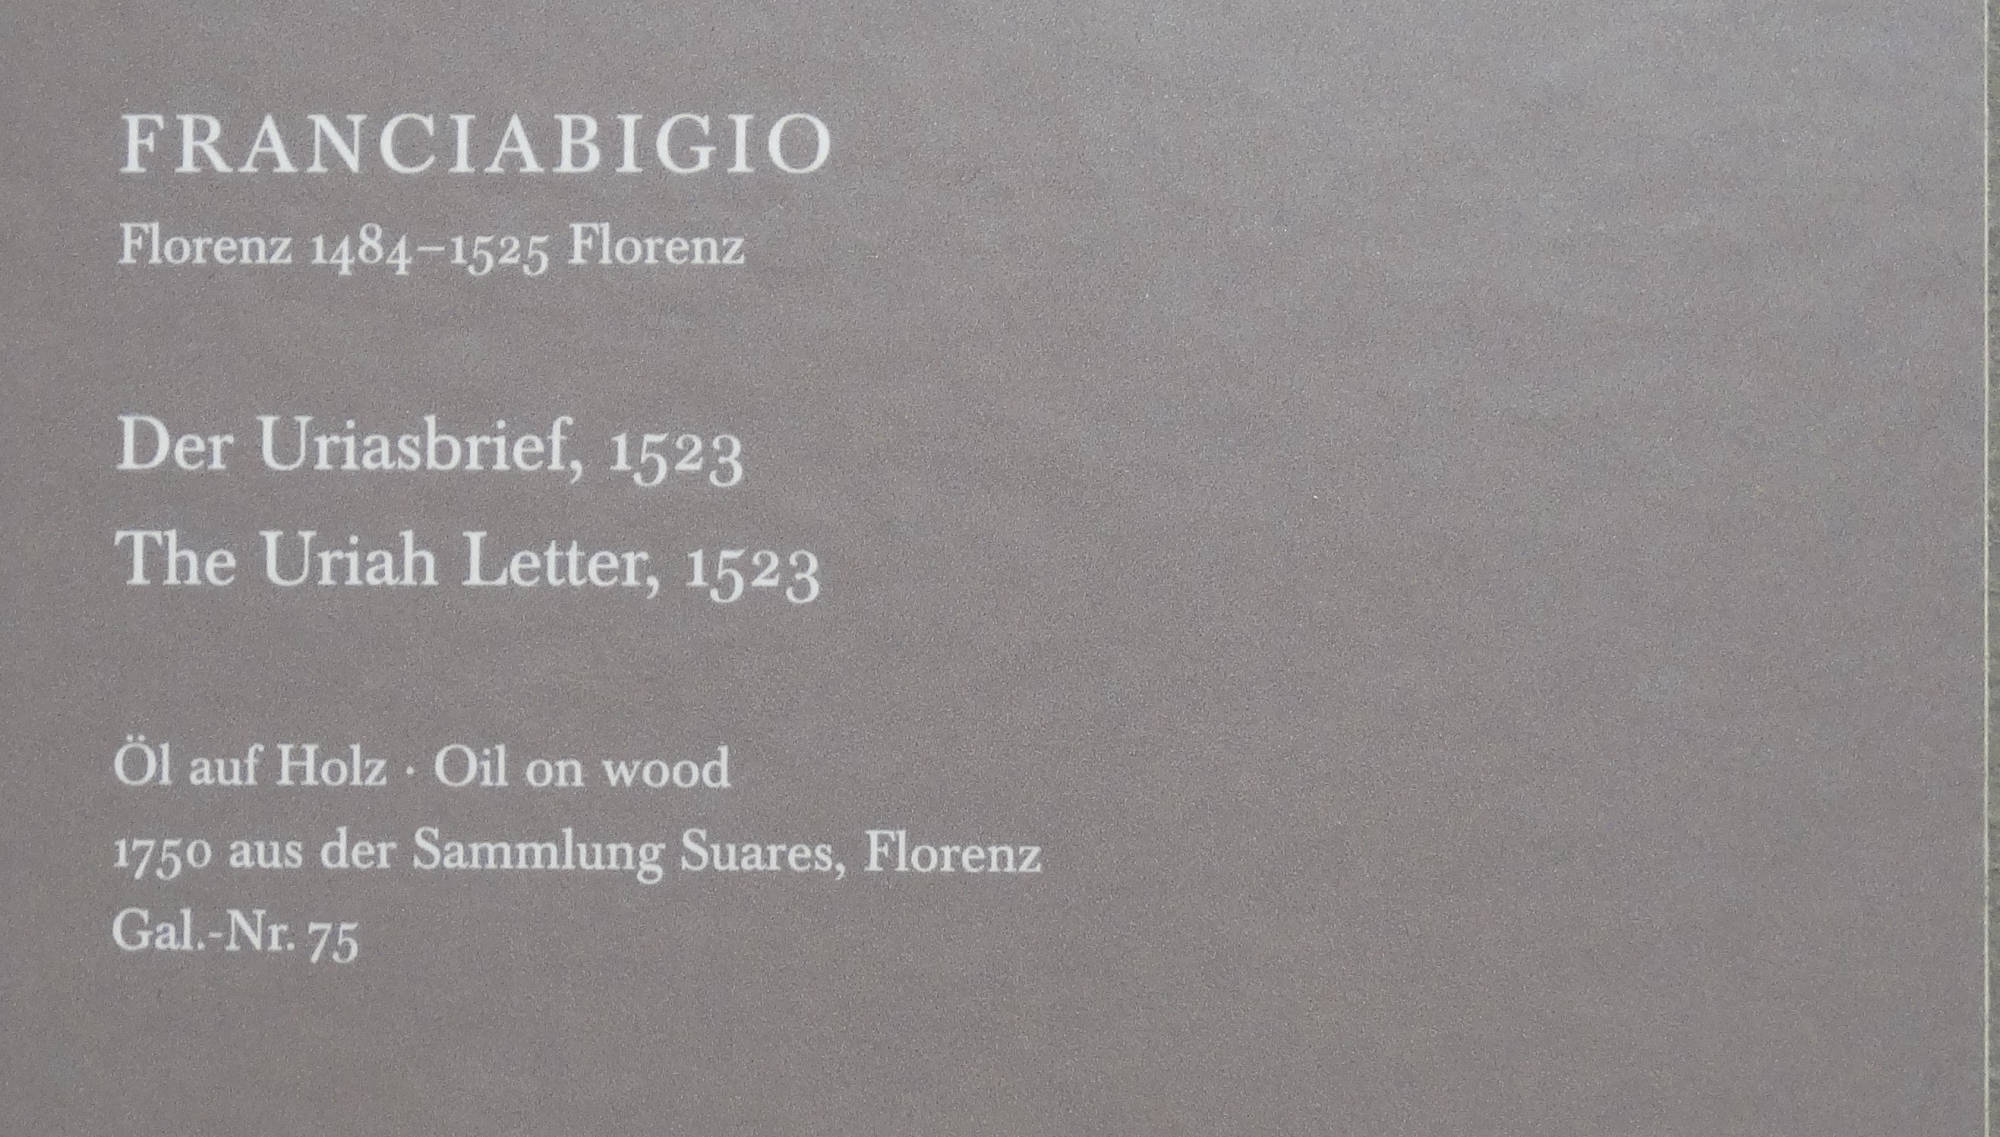 FRANCIABIGIO
Florenz 1484–1525 Florenz
Der Uriasbrief, 1523
The Uriah Letter, 1523
Öl auf Holz · Oil on wood
1750 aus der Sammlung Suares, Florenz
Gal.-Nr. 75